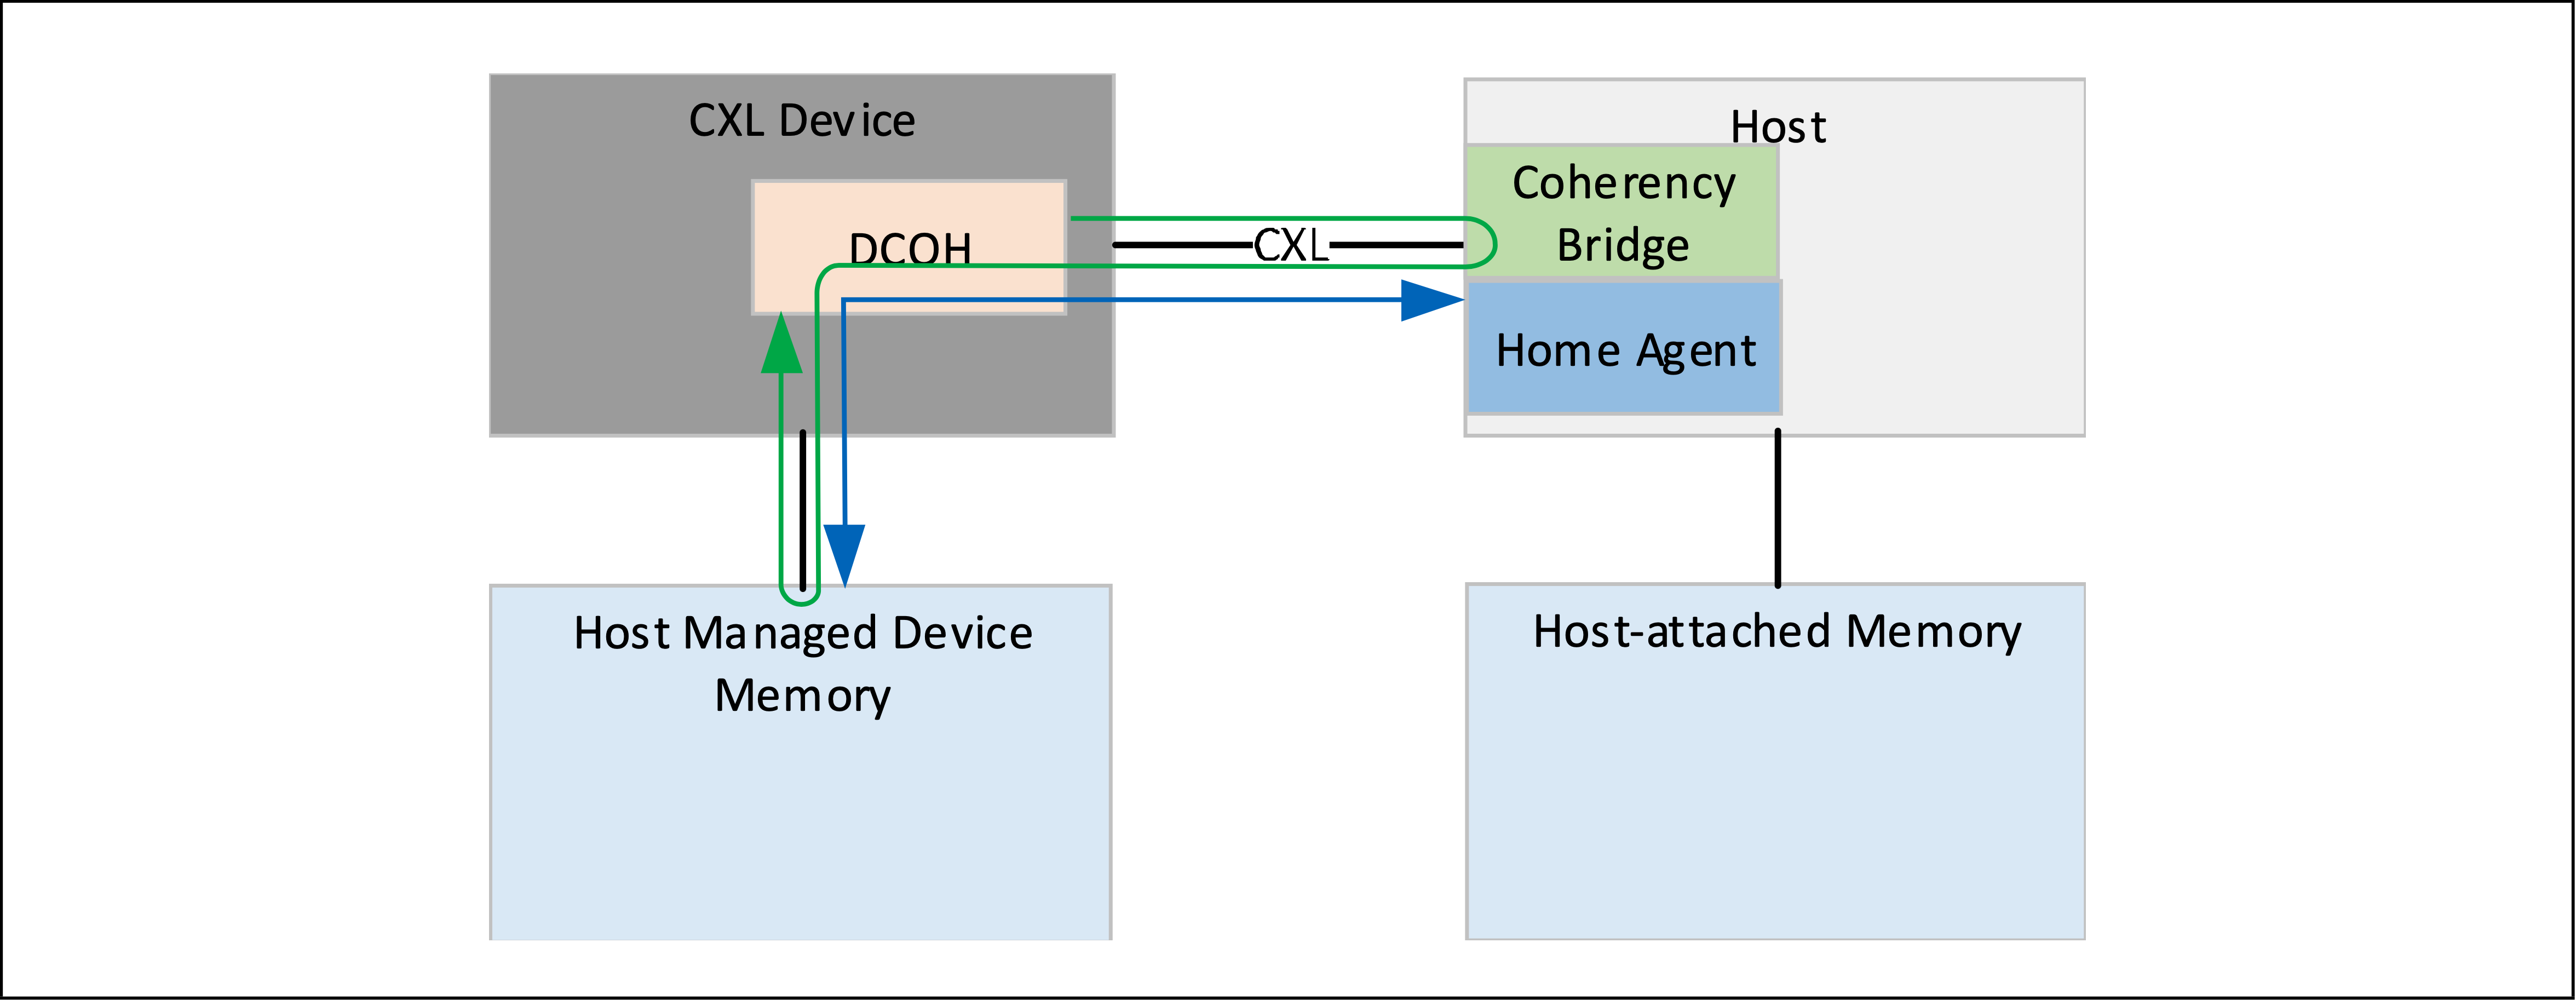 CXL Device
DCOH
CXL
Host
Coherency
Bridge
Home Agent
Host Managed Device
Memory
Host-attached Memory